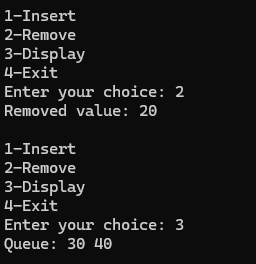 1-Insert
2-Remove
3-Display
4-Exit
Enter your choice: 2
Removed value: 20
1-Insert
2-Remove
3-Display
4-Exit
Enter your choice: 3
Queue: 30 40